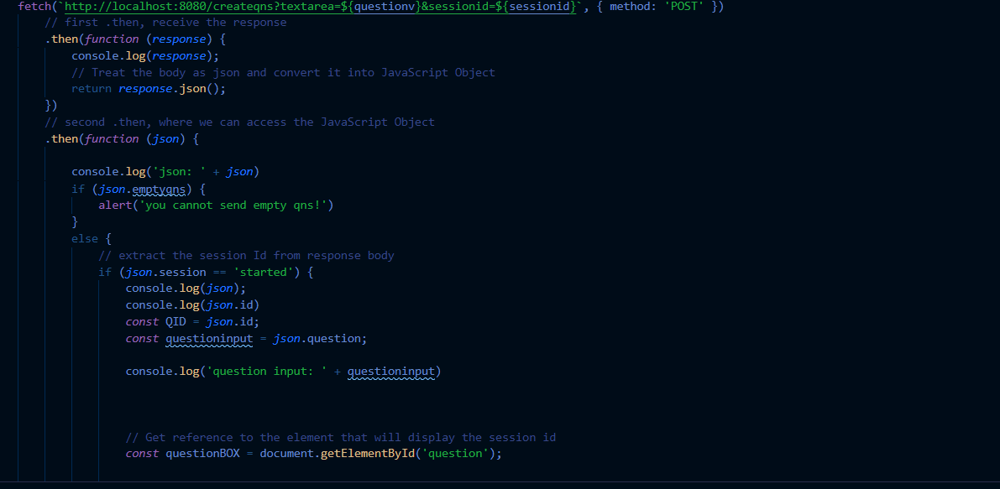 fetch(`http://localhost:8080/createqns?textarea=${questionv}&sessionid=${sessionid}`, { method: 'POST' })
// first .then, receive the response
.then(function (response) {
console.log(response);
// Treat the body as json and convert it into JavaScript Object
return response.json();
})
// second .then, where we can access the JavaScript Object
.then(function (json) {
console.log('json: ' + json)
if (json.emptyqns) {
alert('you cannot send empty qns!')
}
else {
// extract the session Id from response body
if (json.session == 'started') {
console.log(json);
console.log(json.id)
const QID = json.id;
const questioninput = json.question;
console.log('question input: ' + questioninput)
// Get reference to the element that will display the session id
const questionBOX = document.getElementById('question');